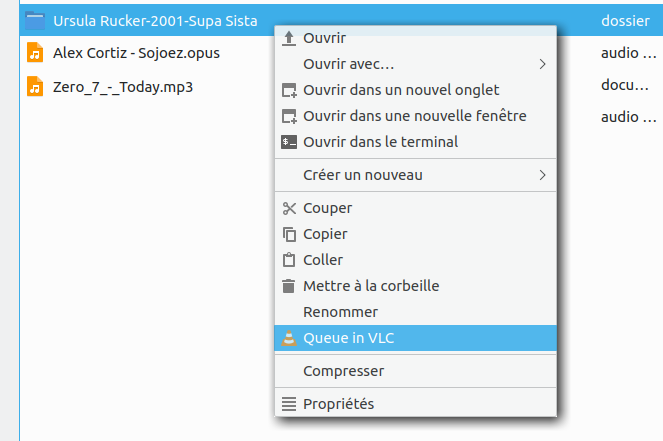 Ursula Rucker-2001-Supa Sista dossier
Alex Cortiz - Sojoez.opus audio ...
Zero_7_-_Today.mp3 docu...
audio ...
Ouvrir
Ouvrir avec...
Ouvrir dans un nouvel onglet
Ouvrir dans une nouvelle fenêtre
Ouvrir dans le terminal
Créer un nouveau
Couper
Copier
Coller
Mettre à la corbeille
Renommer
Queue in VLC
Compresser
Propriétés